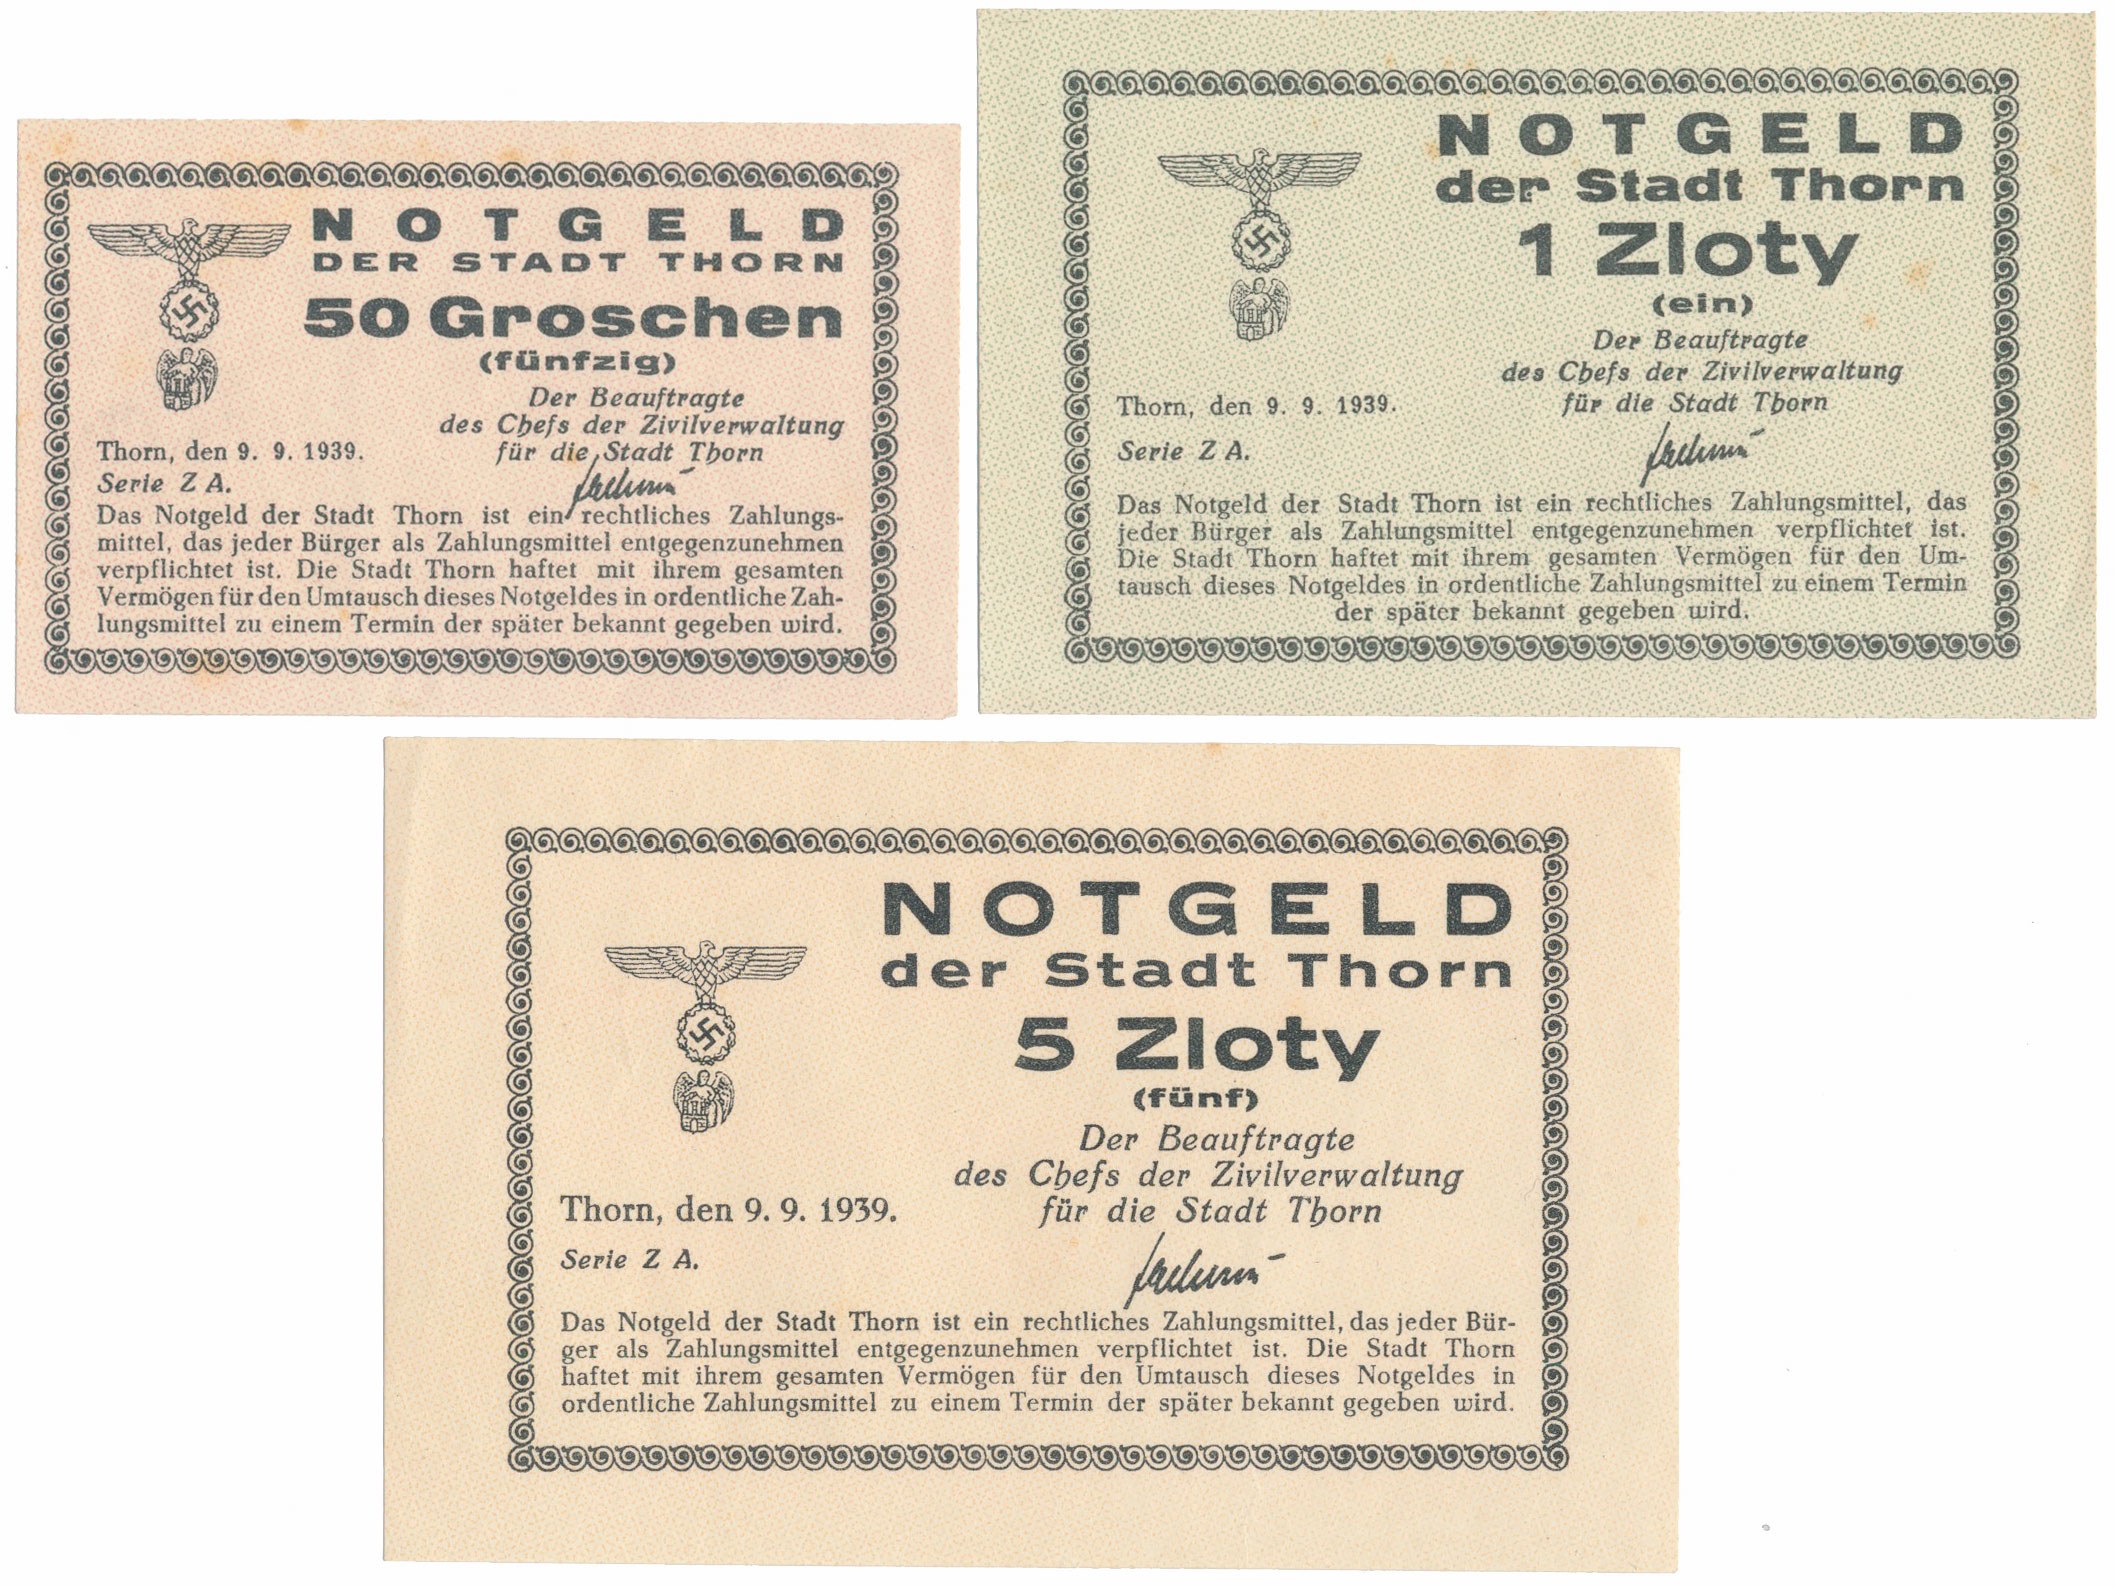 NOTGELD
DER STADT THORN
50 Groschen
(fünfzig)
Der Beauftragte
des Chefs der Zivilverwaltung
für die Stadt Thorn
Thorn, den 9. 9. 1939.
Serie Z A.
Das Notgeld der Stadt Thorn ist ein rechtliches Zahlungs-
mittel, das jeder Bürger als Zahlungsmittel entgegenzunehmen
verpflichtet ist. Die Stadt Thorn haftet mit ihrem gesamten
Vermögen für den Umtausch dieses Notgeldes in ordentliche Zah-
lungsmittel zu einem Termin der später bekannt gegeben wird.
NOTGELD
der Stadt Thorn
1 Zloty
(ein)
Der Beauftragte
des Chefs der Zivilverwaltung
für die Stadt Thorn
Thorn, den 9. 9. 1939.
Serie Z A.
Das Notgeld der Stadt Thorn ist ein rechtliches Zahlungsmittel, das
jeder Bürger als Zahlungsmittel entgegenzunehmen verpflichtet ist.
Die Stadt Thorn haftet mit ihrem gesamten Vermögen für den Um-
tausch dieses Notgeldes in ordentliche Zahlungsmittel zu einem Termin
der später bekannt gegeben wird.
NOTGELD
der Stadt Thorn
5 Zloty
(fünf)
Der Beauftragte
des Chefs der Zivilverwaltung
für die Stadt Thorn
Thorn, den 9. 9. 1939.
Serie Z A.
Das Notgeld der Stadt Thorn ist ein rechtliches Zahlungsmittel, das jeder Bür-
ger als Zahlungsmittel entgegenzunehmen verpflichtet ist. Die Stadt Thorn
haftet mit ihrem gesamten Vermögen für den Umtausch dieses Notgeldes in
ordentliche Zahlungsmittel zu einem Termin der später bekannt gegeben wird.